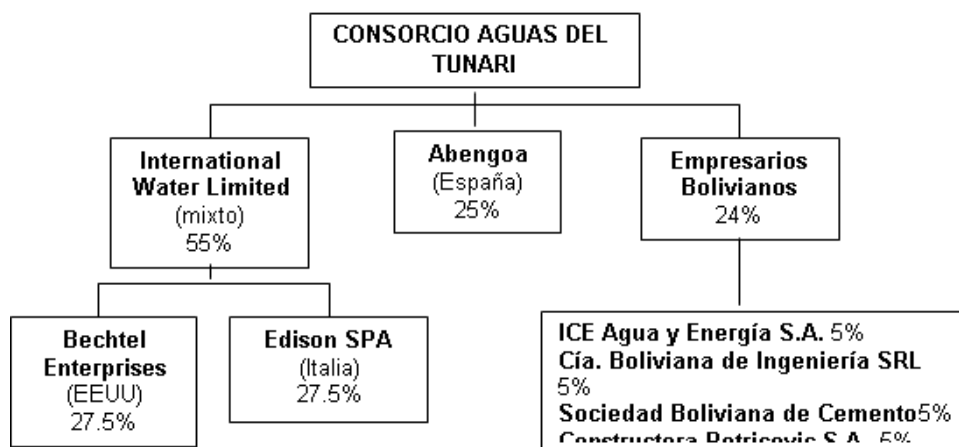 CONSORCIO AGUAS DEL
TUNARI
International
Water Limited
(mixto)
55%
Abengoa
(España)
25%
Empresarios
Bolivianos
24%
Bechtel
Enterprises
(EEUU)
27.5%
Edison SPA
(Italia)
27.5%
ICE Agua y Energía S.A. 5%
Cía. Boliviana de Ingeniería SRL
5%
Sociedad Boliviana de Cemento5%
Constructora S.A. 5%